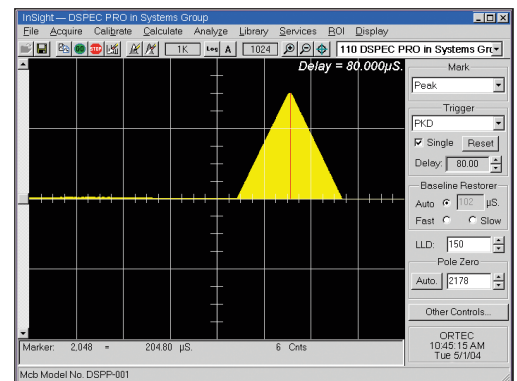 InSight — DSPEC PRO in Systems Group
File Acquire Calibrate Calculate Analyze Library Services ROI Display
STOP 1K Log A 1024 110 DSPEC PRO in Systems Gr
Delay = 80.000µS.
Mark
Peak
Trigger
PKD
Single Reset
Delay: 80.00
Baseline Restorer
Auto 102 µS.
Fast Slow
LLD: 150
Pole Zero
Auto. 2178
Other Controls...
ORTEC
10:45:15 AM
Tue 5/1/04
Marker: 2,048 = 204.80 µS. 6 Cnts
Mcb Model No. DSPP-001